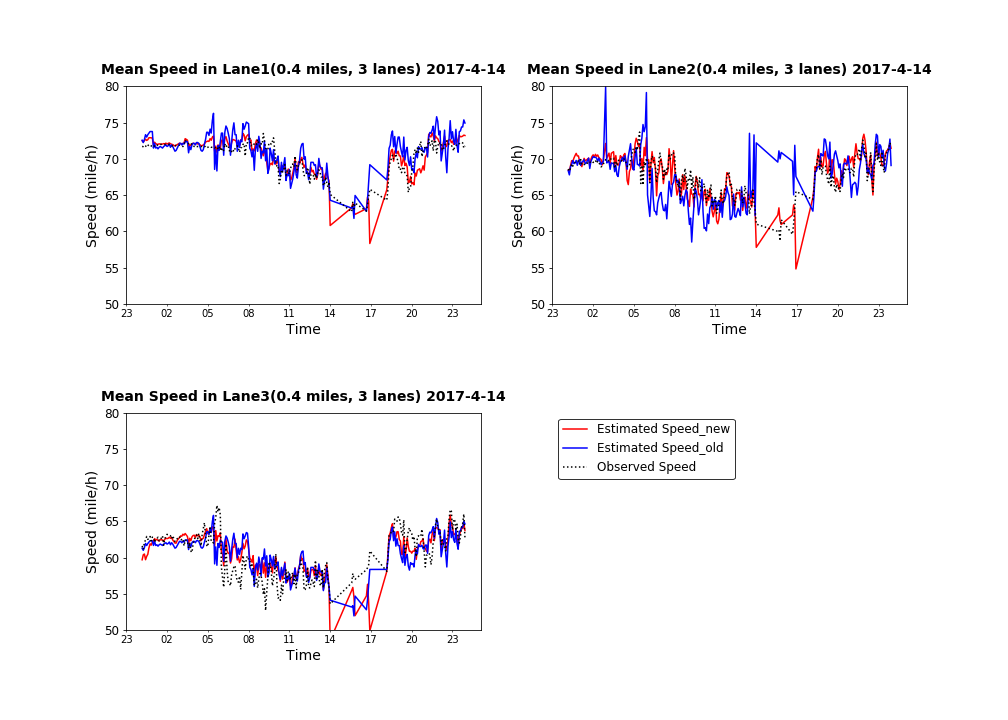 Mean Speed in Lane1(0.4 miles, 3 lanes) 2017-4-14
80
75
70
65
60
55
50
Speed (mile/h)
23 02 05 08 11 14 17 20 23
Time
Mean Speed in Lane2(0.4 miles, 3 lanes) 2017-4-14
80
75
70
65
60
55
50
Speed (mile/h)
23 02 05 08 11 14 17 20 23
Time
Mean Speed in Lane3(0.4 miles, 3 lanes) 2017-4-14
80
75
70
65
60
55
50
Speed (mile/h)
23 02 05 08 11 14 17 20 23
Time
Estimated Speed_new
Estimated Speed_old
Observed Speed